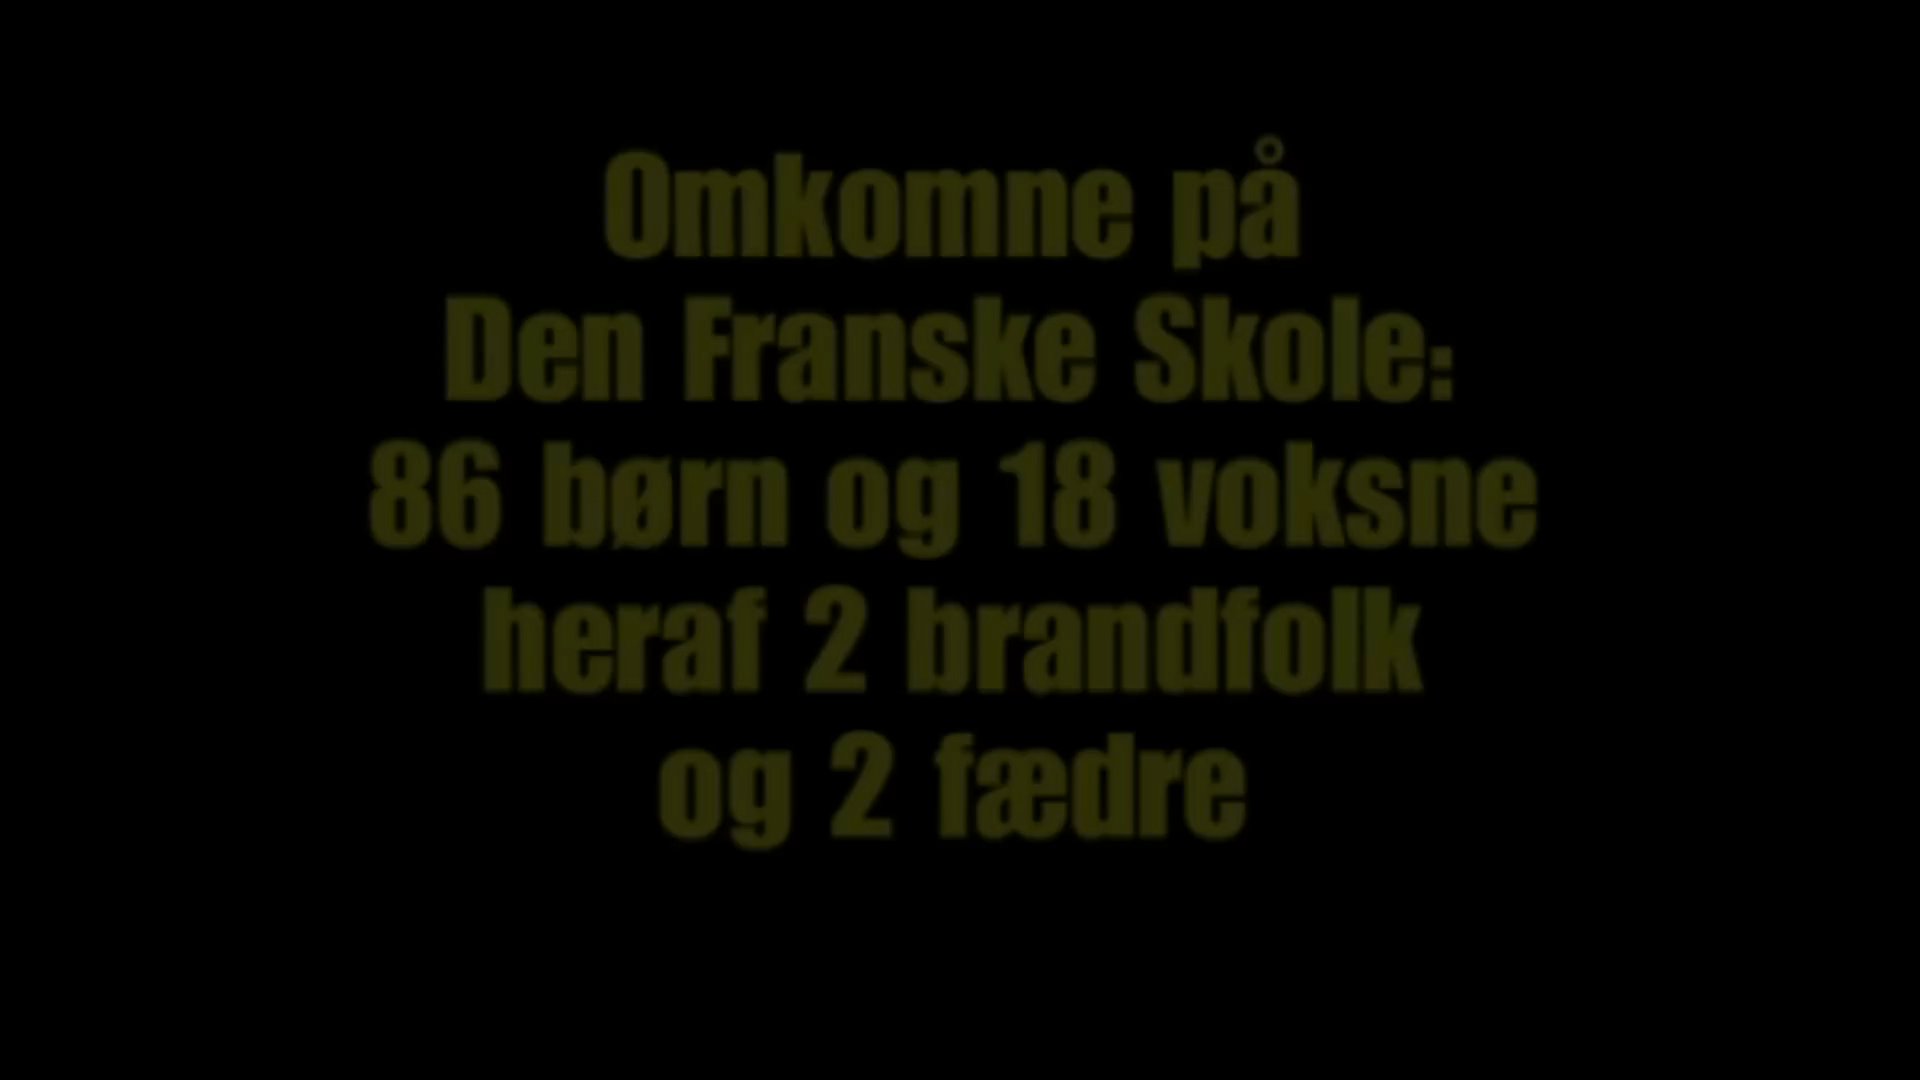 Omkomne på
Den Franske Skole:
86 børn og 18 voksne
heraf 2 brandfolk
og 2 fædre